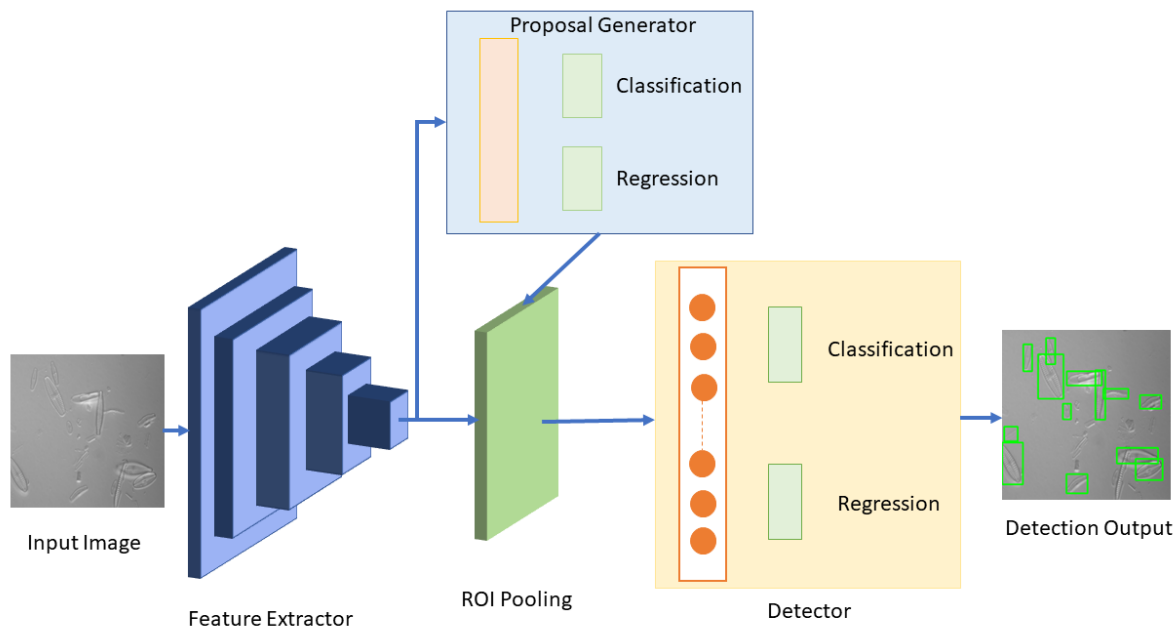 Proposal Generator
Classification
Regression
Classification
Regression
Input Image
Feature Extractor
ROI Pooling
Detector
Detection Output